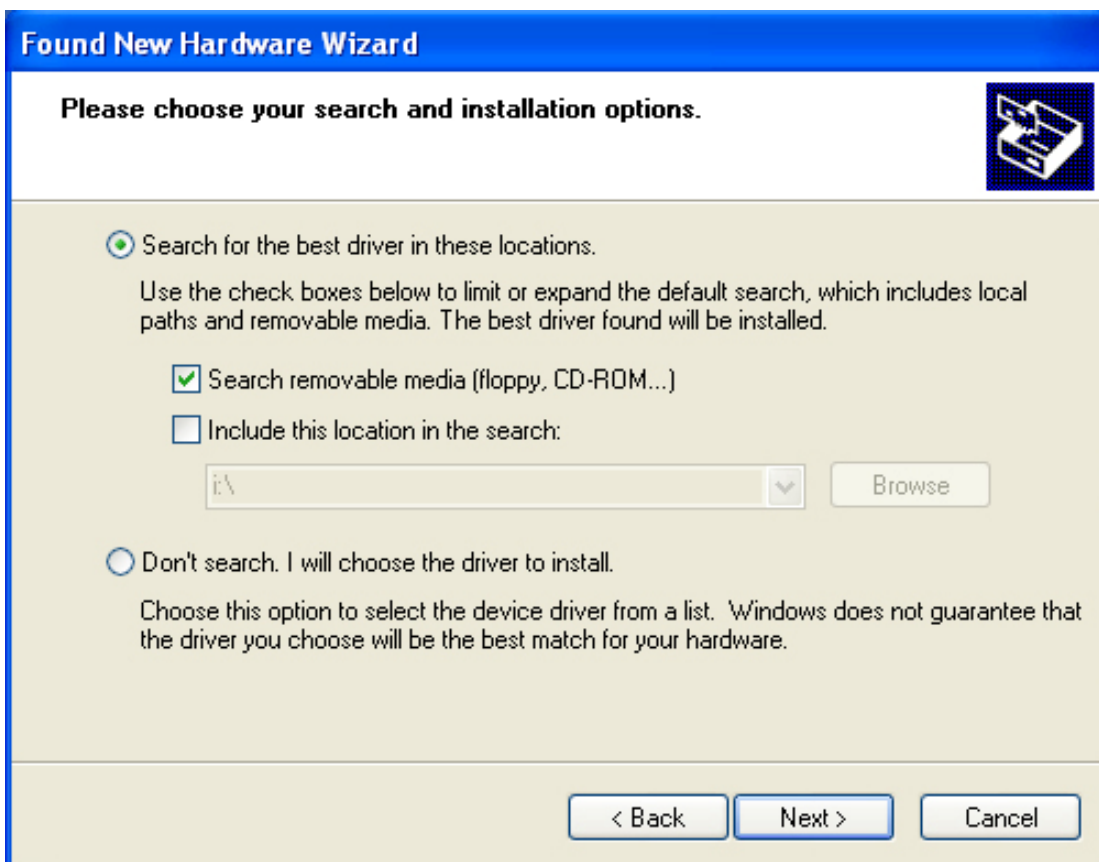 Found New Hardware Wizard
Please choose your search and installation options.
Search for the best driver in these locations.
Use the check boxes below to limit or expand the default search, which includes local
paths and removable media. The best driver found will be installed.
Search removable media (floppy, CD-ROM...)
Include this location in the search:
i:\
Browse
Don't search. I will choose the driver to install.
Choose this option to select the device driver from a list.  Windows does not guarantee that
the driver you choose will be the best match for your hardware.
< Back
Next >
Cancel